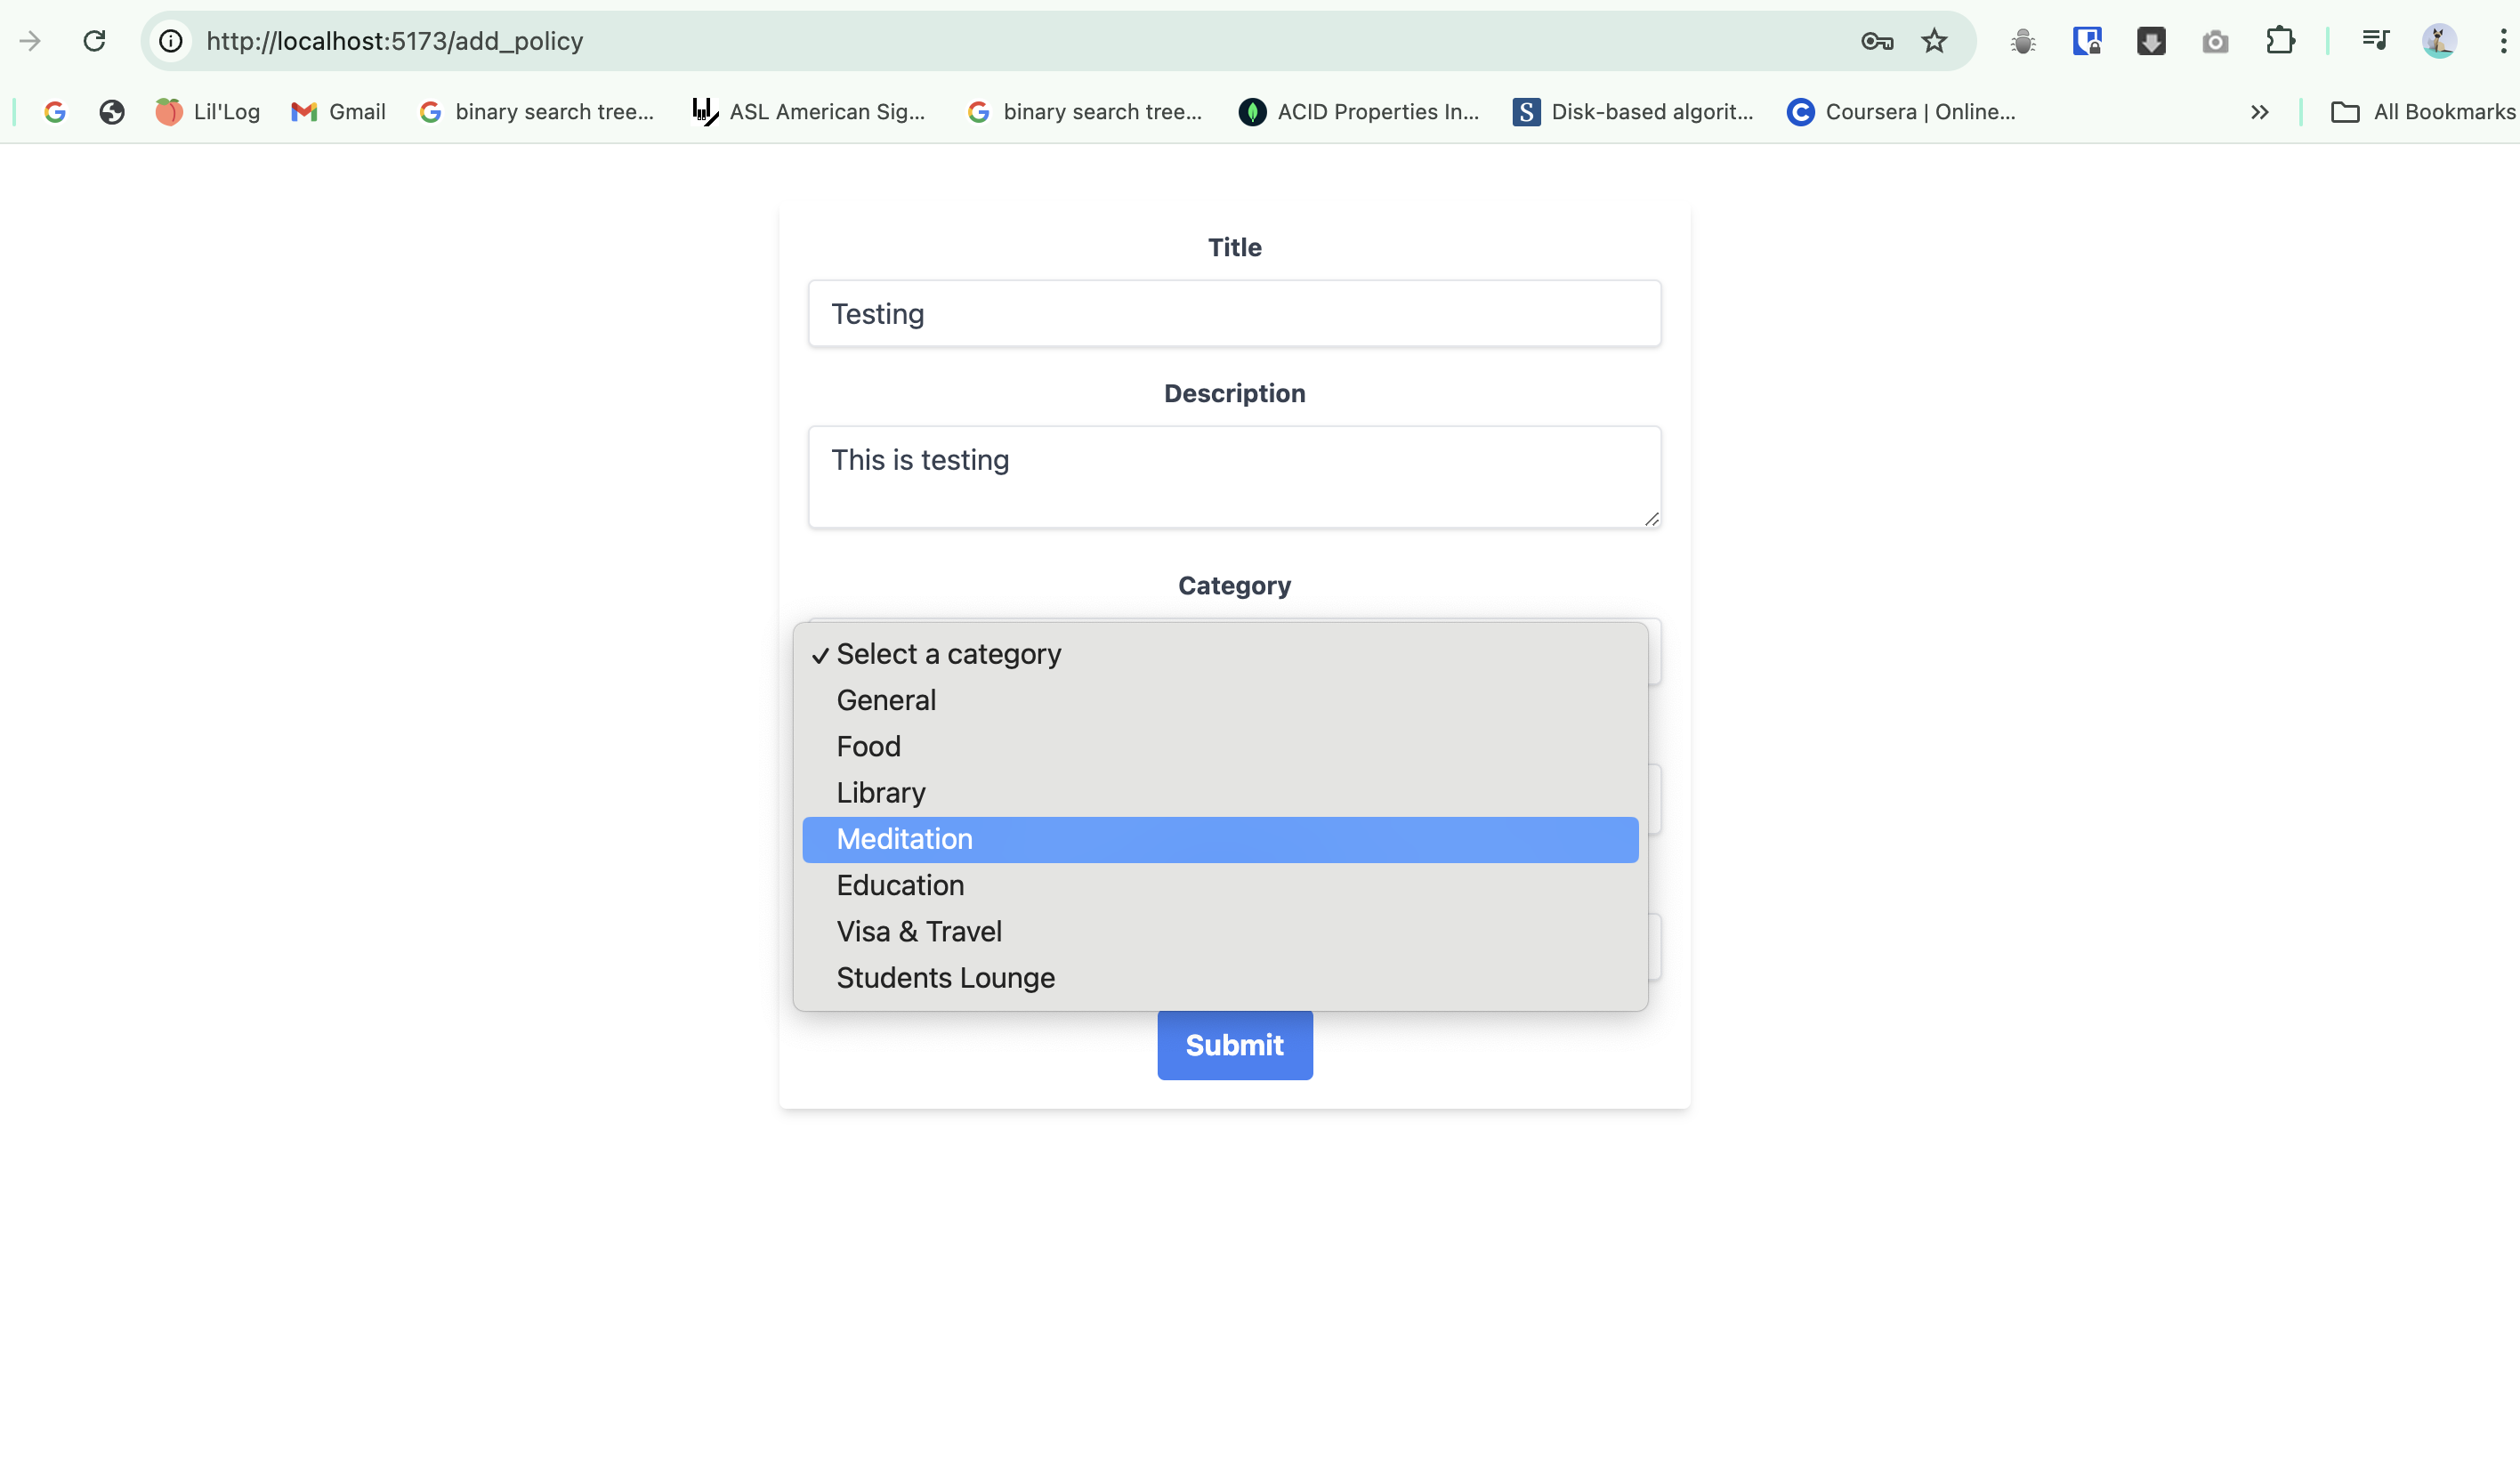 http://localhost:5173/add_policy
Lil'Log Gmail binary search tree... ASL American Sig... binary search tree... ACID Properties In... S Disk-based algorit... Coursera | Online... All Bookmarks
Title
Testing
Description
This is testing
Category
Select a category
General
Food
Library
Meditation
Education
Visa & Travel
Students Lounge
Submit